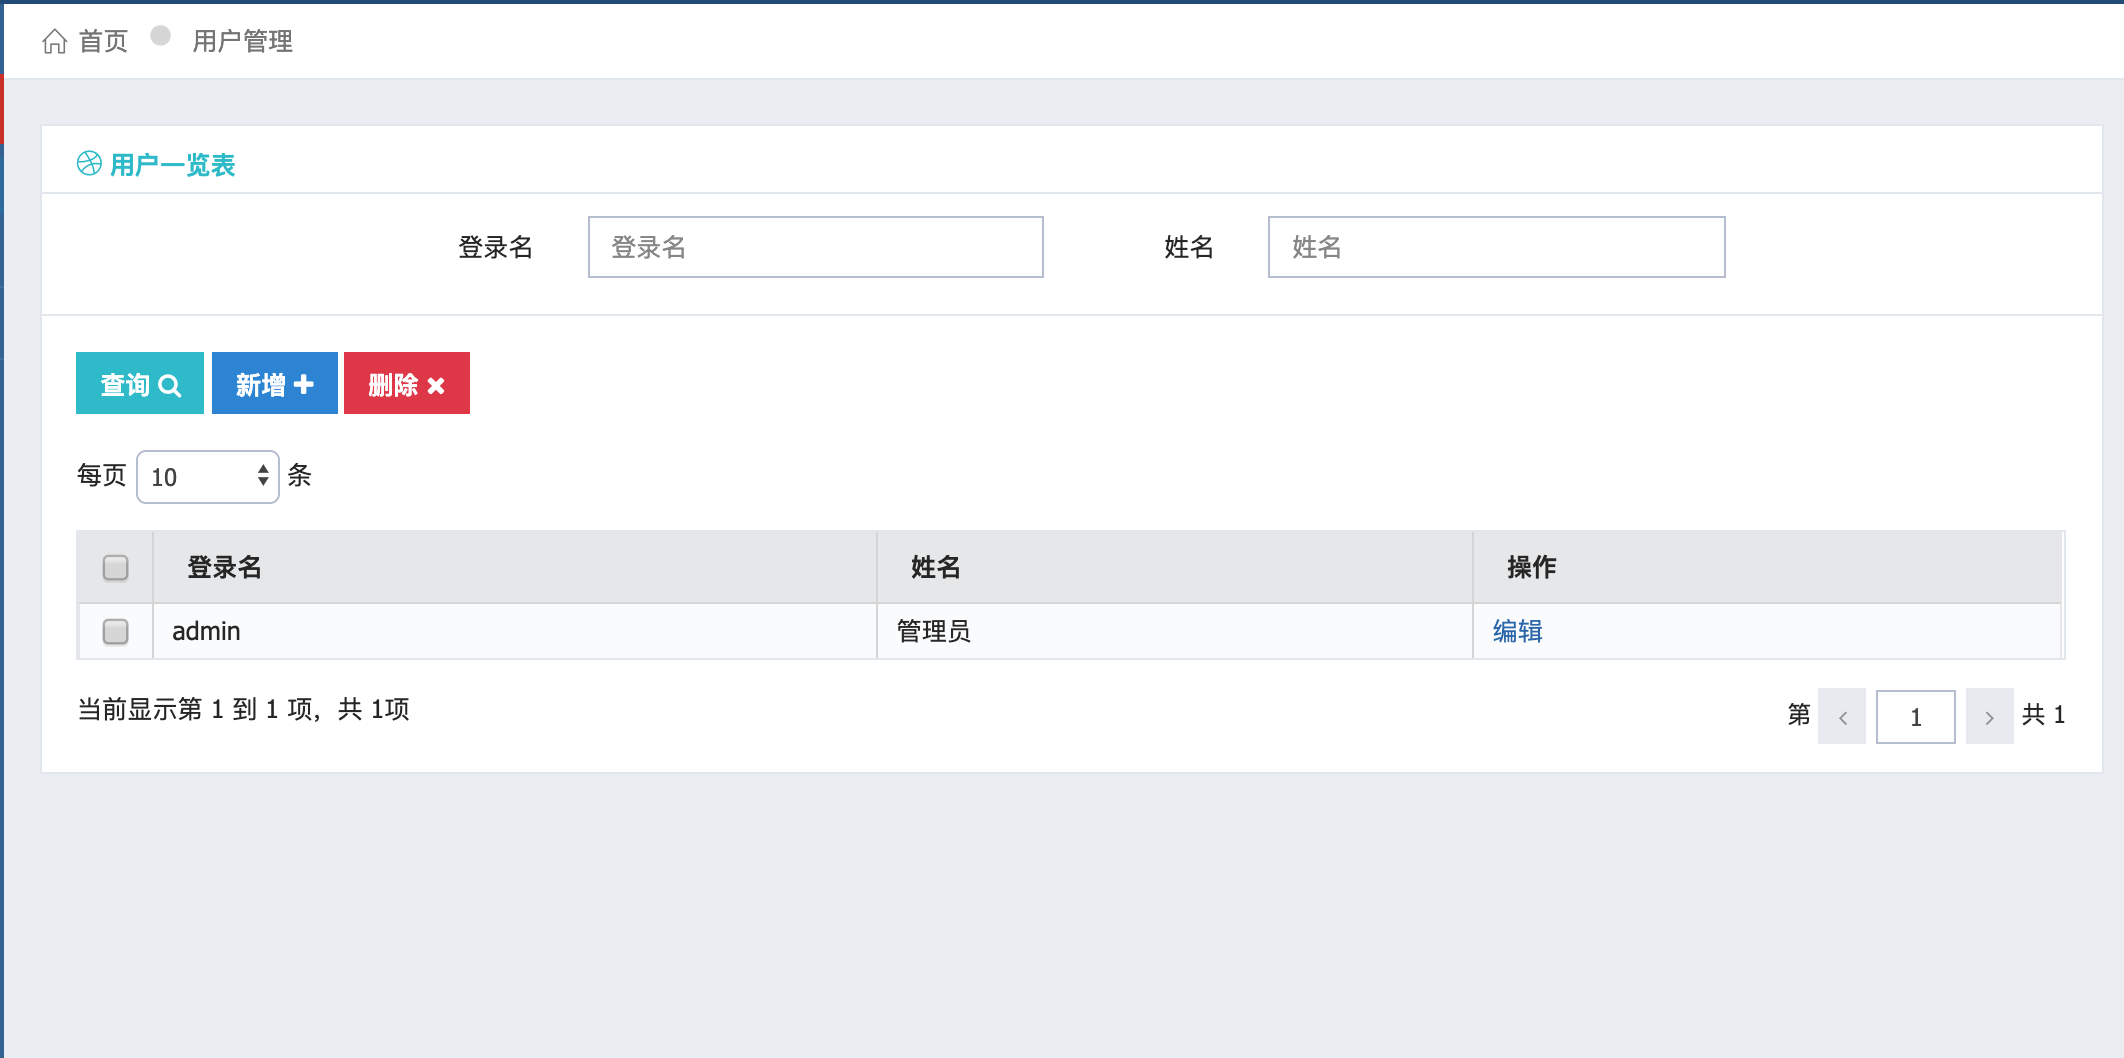 首页 用户管理
用户一览表
登录名 登录名 姓名 姓名
查询 新增 删除
每页 10 条
登录名 姓名 操作
admin 管理员 编辑
当前显示第 1 到 1 项，共 1项
第 < 1 > 共 1